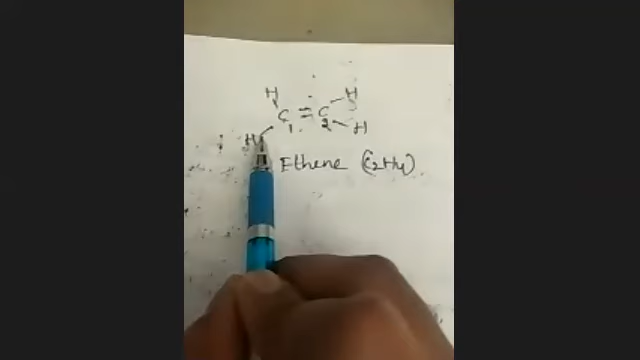 H H
C = C
1 2
H H
Ethene (C2H4)